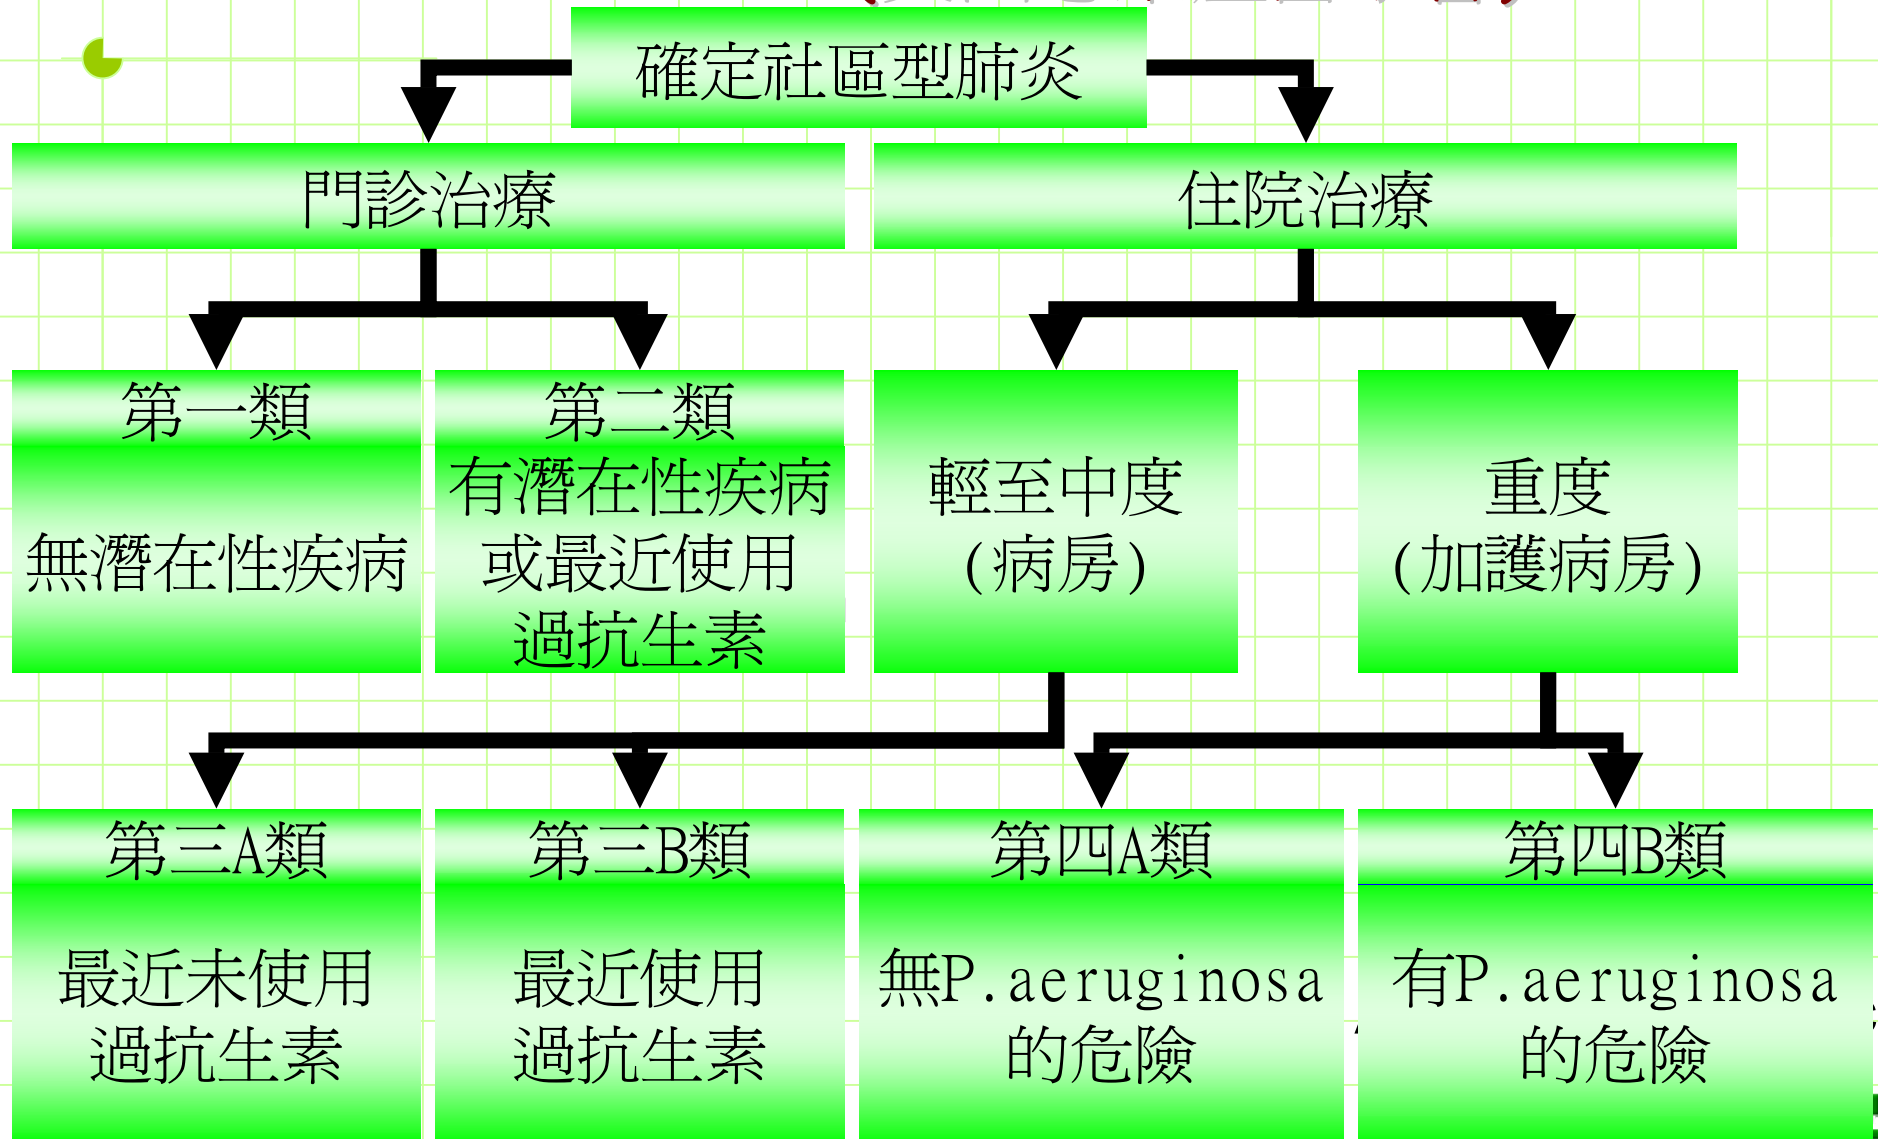 確定社區型肺炎
門診治療
住院治療
第一類
無潛在性疾病
第二類
有潛在性疾病
或最近使用
過抗生素
輕至中度
(病房)
重度
(加護病房)
第三A類
最近未使用
過抗生素
第三B類
最近使用
過抗生素
第四A類
無P.aeruginosa
的危險
第四B類
有P.aeruginosa
的危險